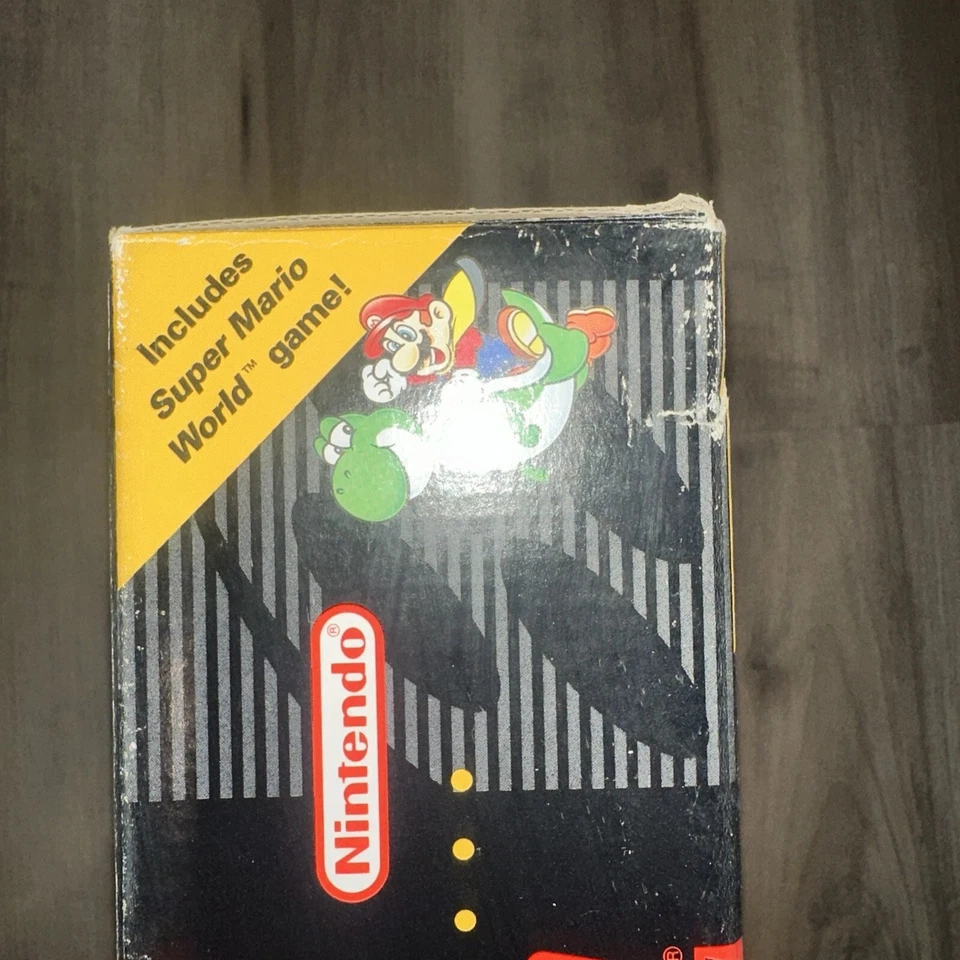 Includes
Super Mario
World™ game!
Nintendo®
®